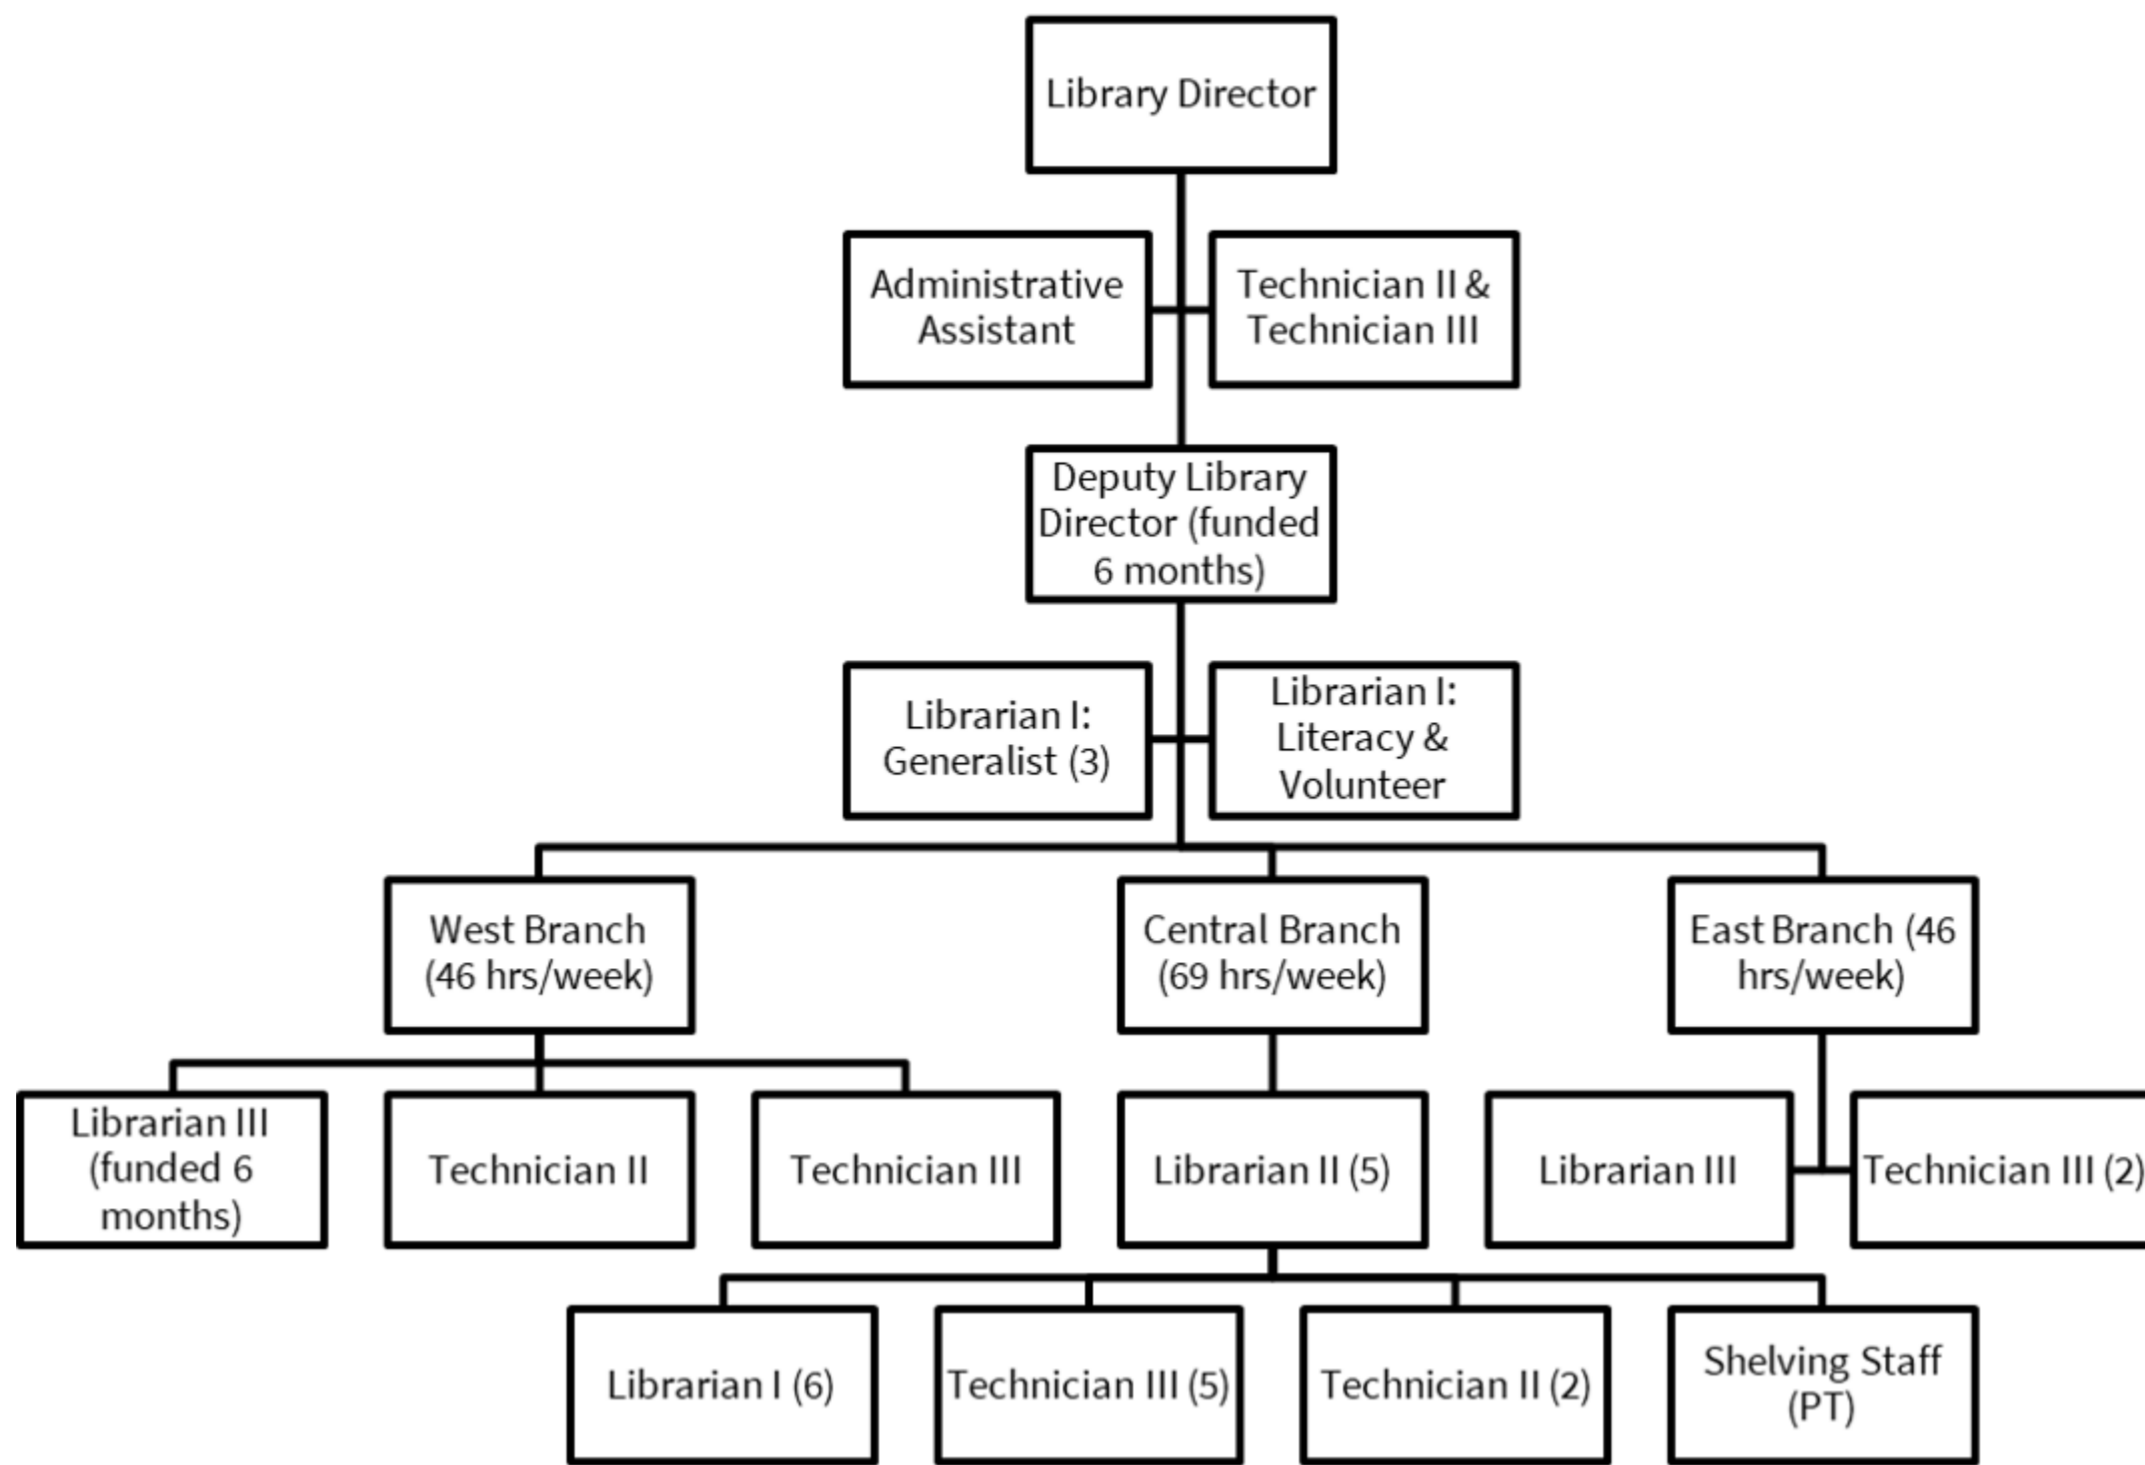 Library Director
Administrative
Assistant
Technician II &
Technician III
Deputy Library
Director (funded
6 months)
Librarian I:
Generalist (3)
Librarian I:
Literacy &
Volunteer
West Branch
(46 hrs/week)
Central Branch
(69 hrs/week)
East Branch (46
hrs/week)
Librarian III
(funded 6
months)
Technician II
Technician III
Librarian II (5)
Librarian III
Technician III (2)
Librarian I (6)
Technician III (5)
Technician II (2)
Shelving Staff
(PT)